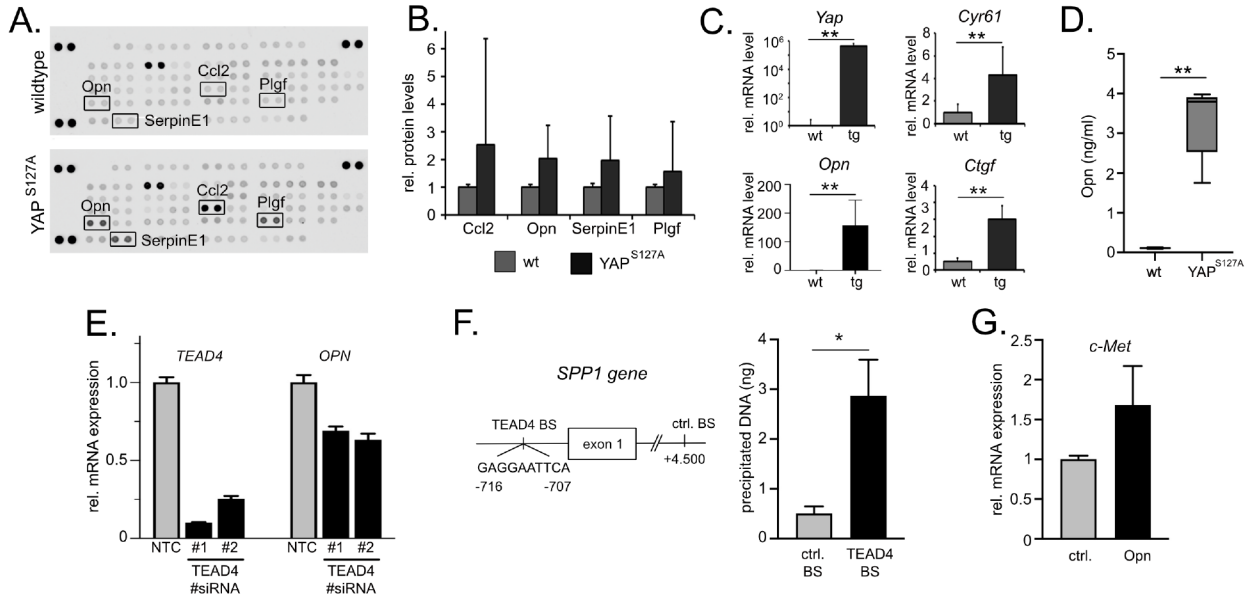 A.
wildtype
Opn
Ccl2
Plgf
SerpinE1
YAP S127A
Opn
Ccl2
Plgf
SerpinE1
B.
rel. protein levels
6
5
4
3
2
1
0
Ccl2 Opn SerpinE1 Plgf
wt YAP S127A
C.
Yap
**
rel. mRNA level
10^6
10^4
10^2
10^0
wt tg
Cyr61
**
rel. mRNA level
8
6
4
2
0
wt tg
Opn
**
rel. mRNA level
200
100
0
wt tg
Ctgf
**
rel. mRNA level
4
3
2
1
0
wt tg
D.
**
Opn (ng/ml)
5
4
3
2
1
0
wt YAP S127A
E.
TEAD4 OPN
rel. mRNA expression
1.0
0.5
0
NTC #1 #2 NTC #1 #2
TEAD4 TEAD4
#siRNA #siRNA
F.
SPP1 gene
TEAD4 BS
exon 1
ctrl. BS
+4.500
GAGGAATTCA
-716 -707
*
precipitated DNA (ng)
4
3
2
1
0
ctrl. TEAD4
BS BS
G.
c-Met
rel. mRNA expression
2.5
2
1.5
1
0.5
0
ctrl. Opn